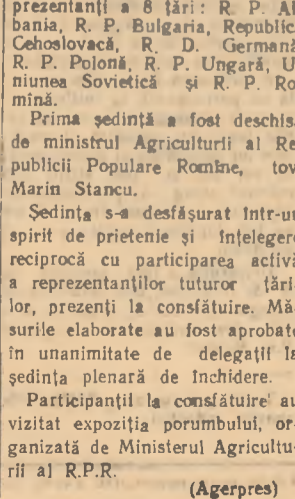 prezentanți a 8 țări: R. P. Al
bania, R. P. Bulgaria, Republic
Cehoslovacă, R. D. Germană
R. P. Polonă, R. P. Ungară, U
niunea Sovietică și R. P. Ro
mînă.
Prima ședință a fost deschis
de ministrul Agriculturii al Re
publicii Populare Romîne, tov
Marin Stancu.
Ședința s-a desfășurat într-un
spirit de prietenie și înțelegere
reciprocă cu participarea activă
a reprezentanților tuturor țări-
lor, prezenți la consfătuire. Mă-
surile elaborate au fost aprobate
în unanimitate de delegații la
ședința plenară de închidere.
Participanții la consfătuire au
vizitat expoziția porumbului, or-
ganizată de Ministerul Agricultu-
rii al R.P.R.
(Agerpres)